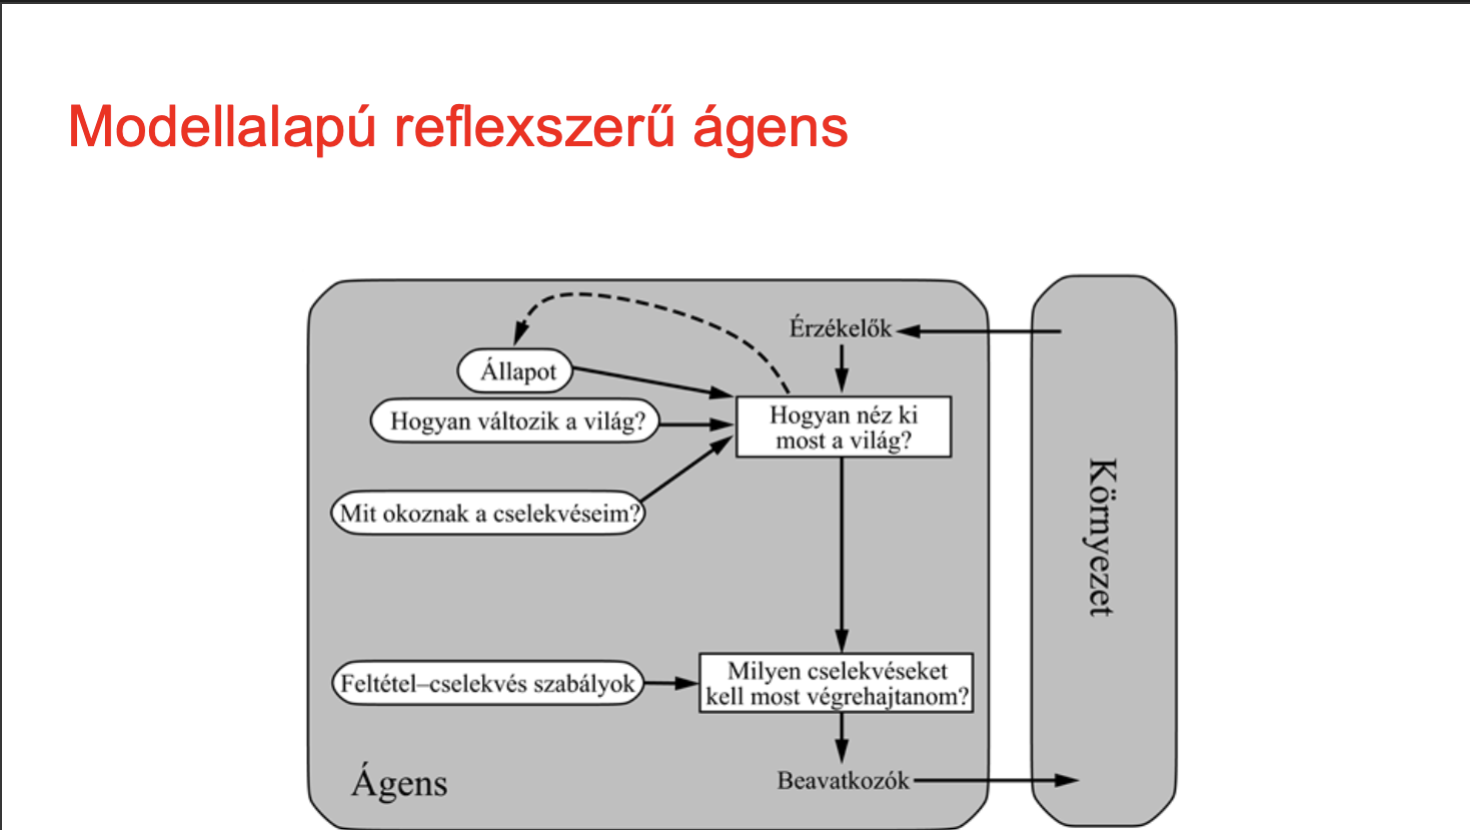 Modellalapú reflexszerű ágens
Érzékelők
Állapot
Hogyan változik a világ?
Hogyan néz ki
most a világ?
Mit okoznak a cselekvéseim?
Környezet
Feltétel–cselekvés szabályok
Milyen cselekvéseket
kell most végrehajtanom?
Ágens
Beavatkozók